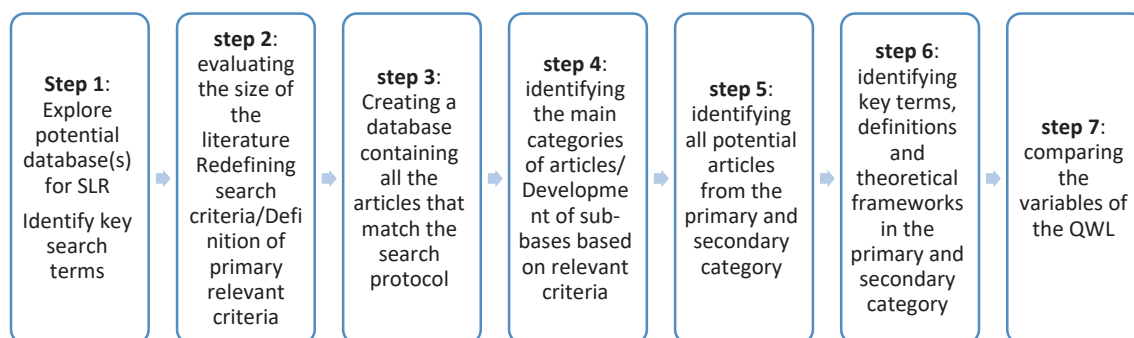 Step 1:
Explore
potential
database(s)
for SLR
Identify key
search
terms
step 2:
evaluating
the size of
the
literature
Redefining
search
criteria/Defi
nition of
primary
relevant
criteria
step 3:
Creating a
database
containing
all the
articles that
match the
search
protocol
step 4:
identifying
the main
categories
of articles/
Developme
nt of sub-
bases based
on relevant
criteria
step 5:
identifying
all potential
articles
from the
primary and
secondary
category
step 6:
identifying
key terms,
definitions
and
theoretical
frameworks
in the
primary and
secondary
category
step 7:
comparing
the
variables of
the QWL